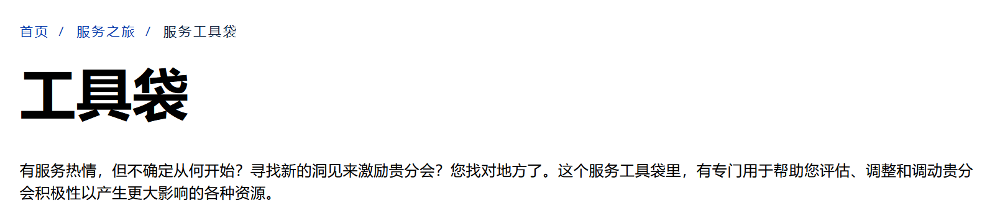 首页 / 服务之旅 / 服务工具袋
工具袋
有服务热情，但不确定从何开始？寻找新的洞见来激励贵分会？您找对地方了。这个服务工具袋里，有专门用于帮助您评估、调整和调动贵分
会积极性以产生更大影响的各种资源。